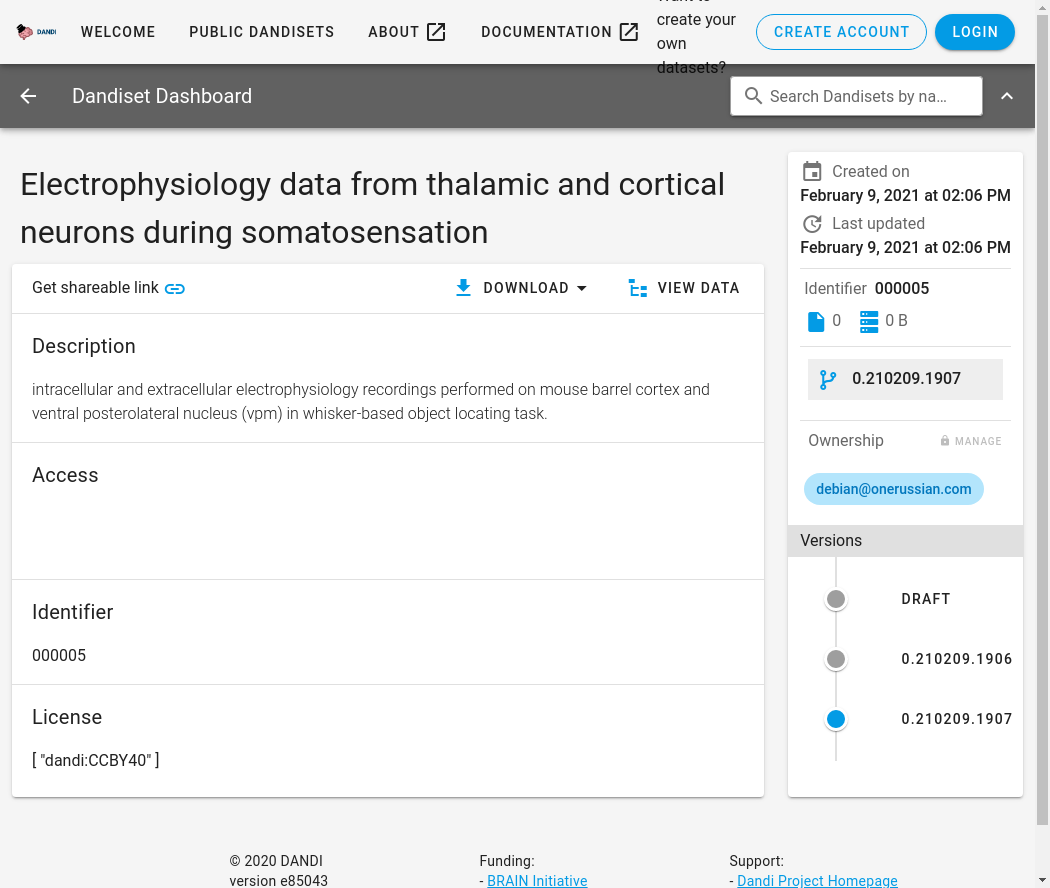 DANDI
WELCOME
PUBLIC DANDISETS
ABOUT
DOCUMENTATION
create your
own
datasets?
CREATE ACCOUNT
LOGIN
Dandiset Dashboard
Search Dandisets by na…
Electrophysiology data from thalamic and cortical
neurons during somatosensation
Get shareable link
DOWNLOAD
VIEW DATA
Description
intracellular and extracellular electrophysiology recordings performed on mouse barrel cortex and
ventral posterolateral nucleus (vpm) in whisker-based object locating task.
Access
Identifier
000005
License
[ "dandi:CCBY40" ]
Created on
February 9, 2021 at 02:06 PM
Last updated
February 9, 2021 at 02:06 PM
Identifier 000005
0
0 B
0.210209.1907
Ownership
MANAGE
debian@onerussian.com
Versions
DRAFT
0.210209.1906
0.210209.1907
© 2020 DANDI
version e85043
Funding:
- BRAIN Initiative
Support:
- Dandi Project Homepage